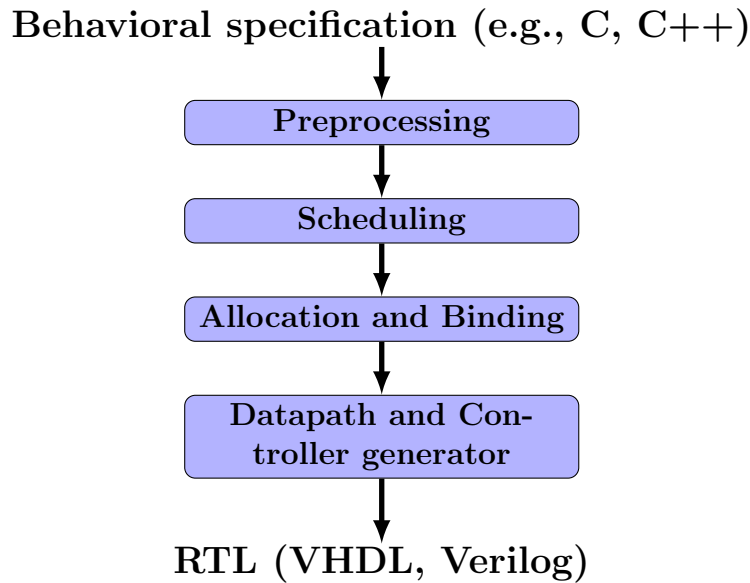 Behavioral specification (e.g., C, C++)
Preprocessing
Scheduling
Allocation and Binding
Datapath and Con-
troller generator
RTL (VHDL, Verilog)